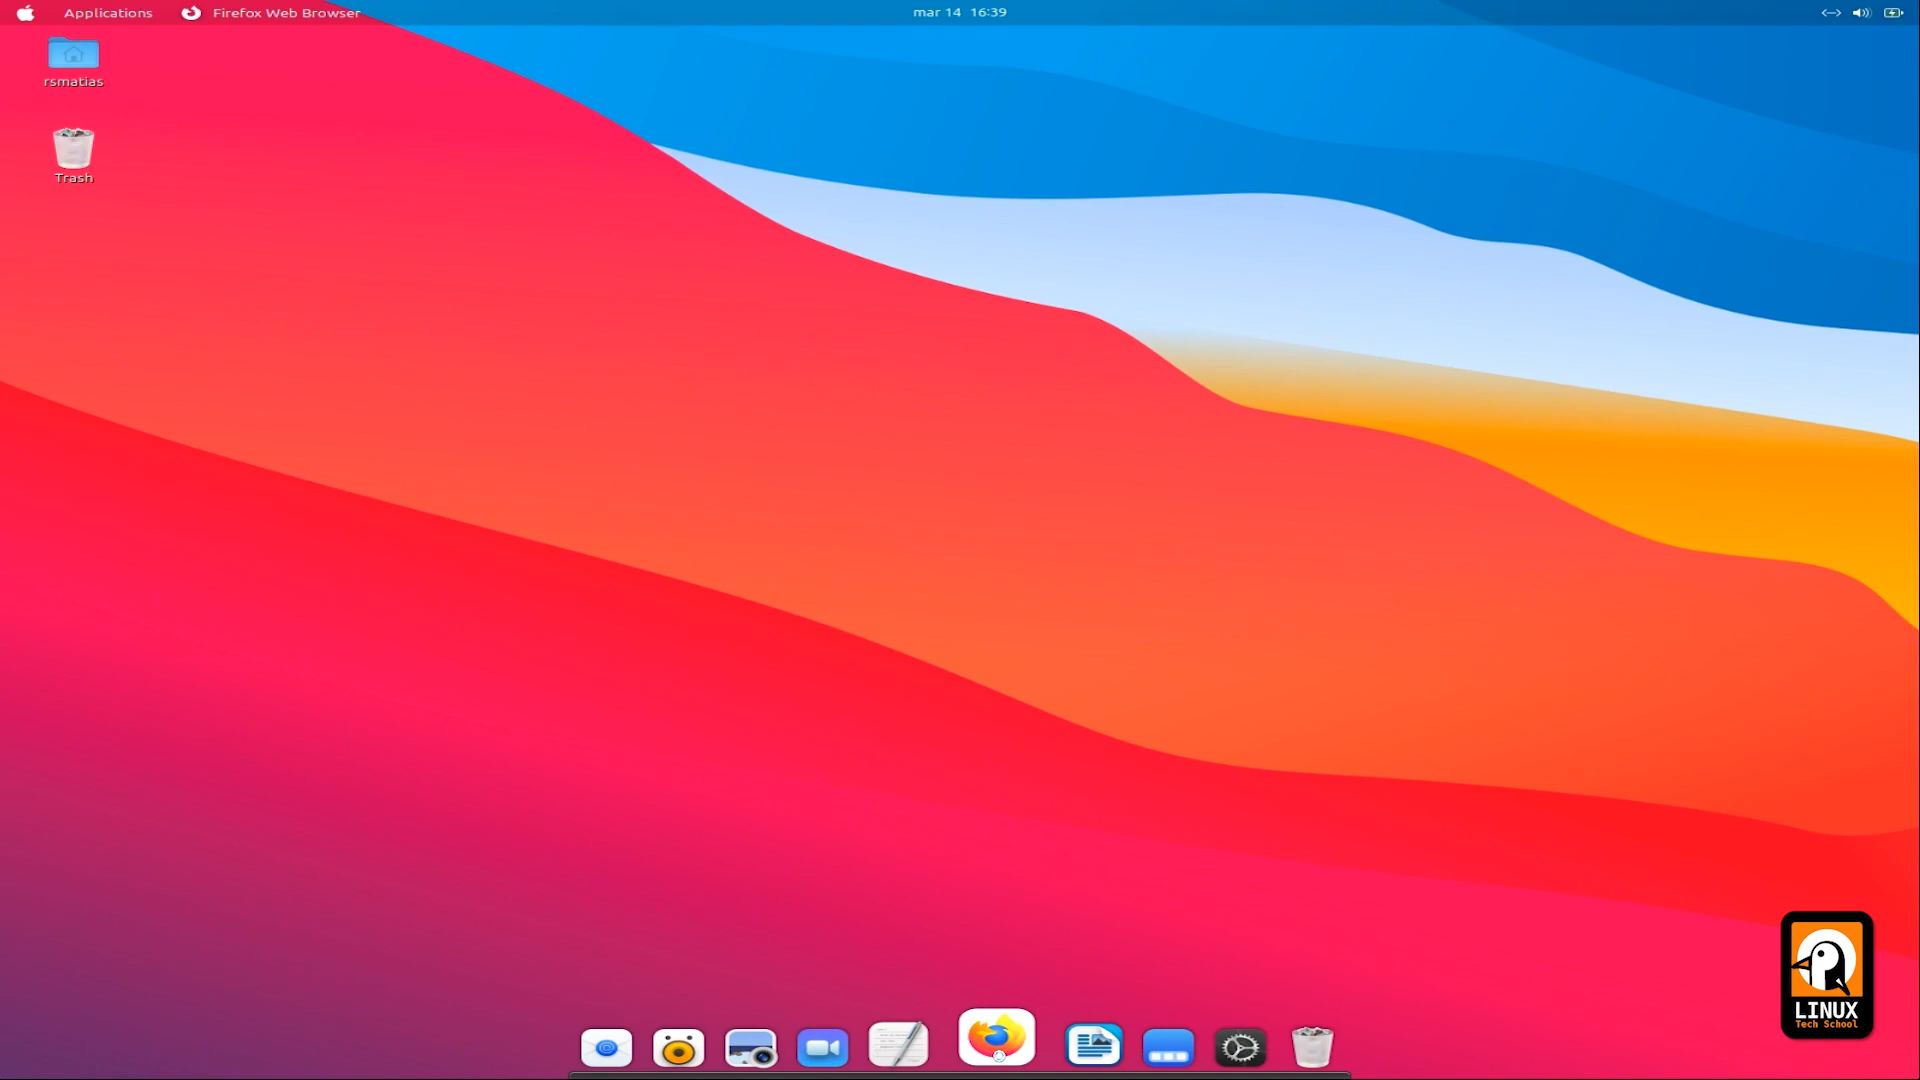 Applications
Firefox Web Browser
mar 14 16:39
rsmatias
Trash
LINUX
Tech School